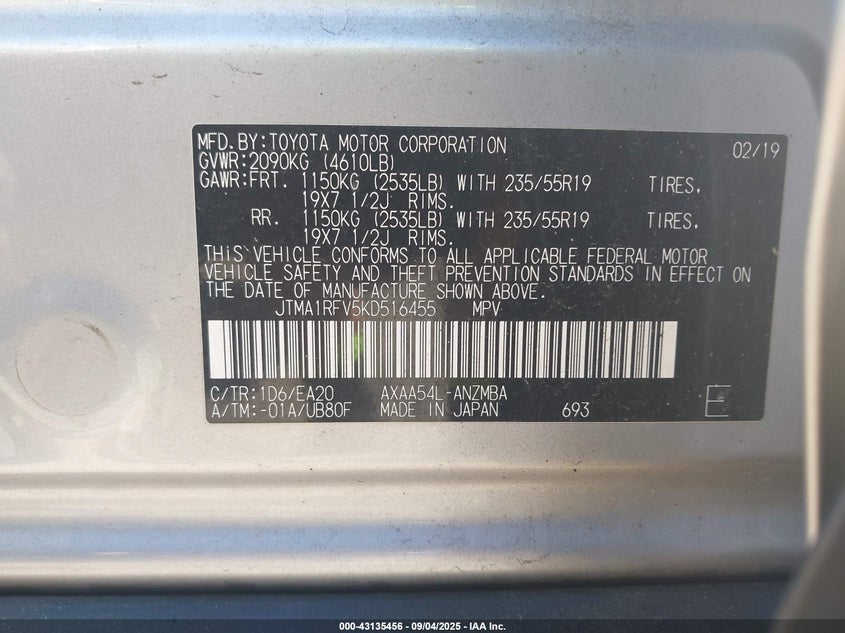 MFD.BY:TOYOTA MOTOR CORPORATION 02/19
GVWR:2090KG (4610LB)
GAWR:FRT. 1150KG (2535LB) WITH 235/55R19 TIRES.
19X7 1/2J RIMS.
RR. 1150KG (2535LB) WITH 235/55R19 TIRES.
19X7 1/2J RIMS.
THIS VEHICLE CONFORMS TO ALL APPLICABLE FEDERAL MOTOR
VEHICLE SAFETY AND THEFT PREVENTION STANDARDS IN EFFECT ON
THE DATE OF MANUFACTURE SHOWN ABOVE.
JTMA1RFV5KD516455 MPV
C/TR:1D6/EA20 AXAA54L-ANZMBA
A/TM:-01A/UB80F MADE IN JAPAN 693 E
000-43135456 - 09/04/2025 - IAA Inc.